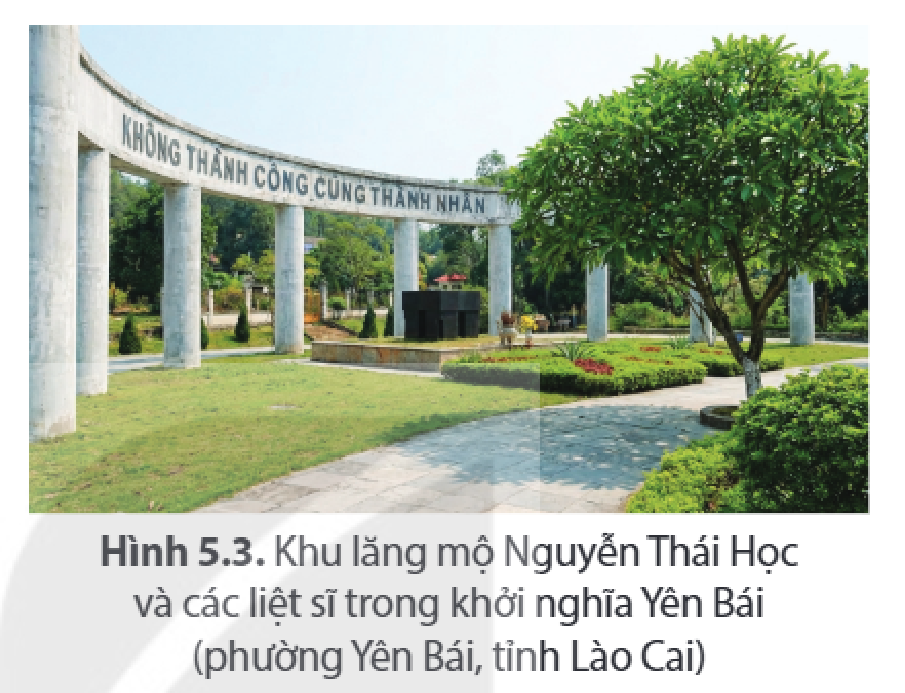 KHÔNG THÀNH CÔNG CŨNG THÀNH NHÂN
Hình 5.3. Khu lăng mộ Nguyễn Thái Học
và các liệt sĩ trong khởi nghĩa Yên Bái
(phường Yên Bái, tỉnh Lào Cai)